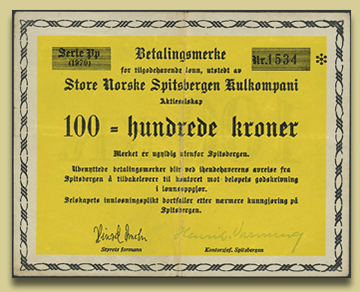 Serie Pp
(1970)
Betalingsmerke
Nr. 1534 *
for tilgodehavende lønn, utstedt av
Store Norske Spitsbergen Kulkompani
Aktieselskap
100 = hundrede kroner
Merket er ugyldig utenfor Spitsbergen.
Ubenyttede betalingsmerker blir ved ihendehaverens avreise fra
Spitsbergen å tilbakelevere til kontoret mot beløpets godskrivning
i lønnsoppgjør.
Selskapets innløsningsplikt bortfaller etter nærmere kunngjøring på
Spitsbergen.
Styrets formann
Kontorsjef, Spitsbergen